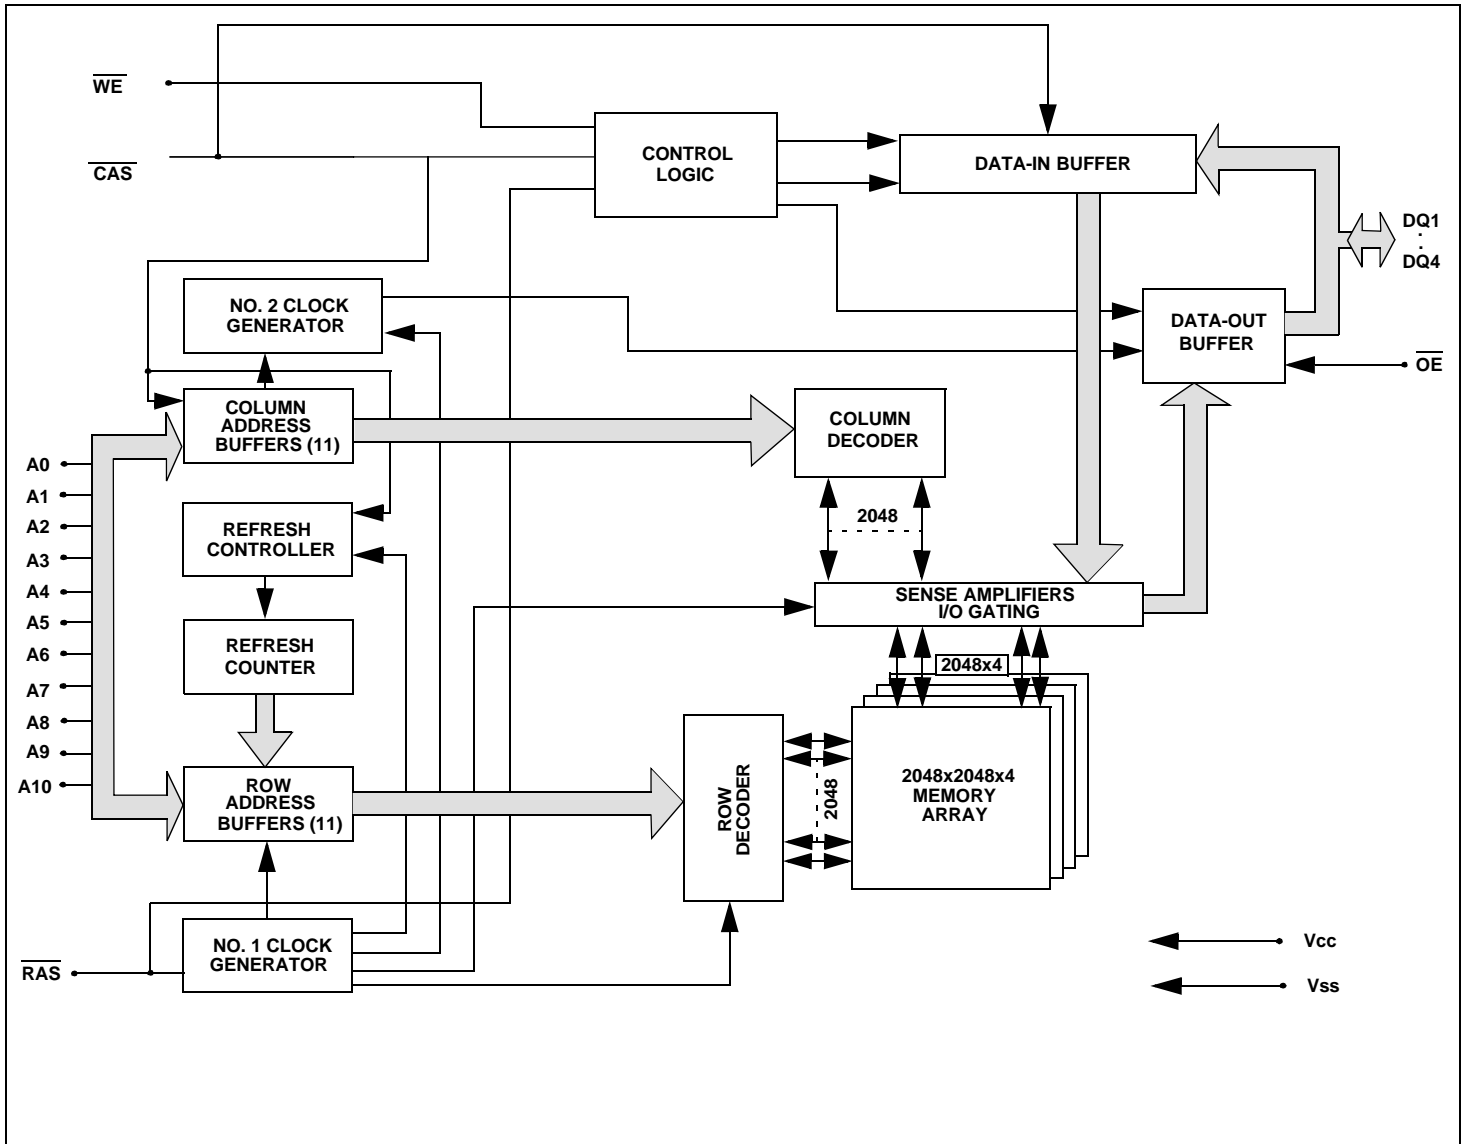 WE
CAS
CONTROL
LOGIC
DATA-IN BUFFER
DQ1
.
.
DQ4
NO. 2 CLOCK
GENERATOR
DATA-OUT
BUFFER
OE
COLUMN
ADDRESS
BUFFERS (11)
COLUMN
DECODER
A0
A1
A2
A3
A4
A5
A6
A7
A8
A9
A10
2048
REFRESH
CONTROLLER
SENSE AMPLIFIERS
I/O GATING
REFRESH
COUNTER
2048x4
ROW
ADDRESS
BUFFERS (11)
ROW
DECODER
2048
2048x2048x4
MEMORY
ARRAY
NO. 1 CLOCK
GENERATOR
RAS
Vcc
Vss